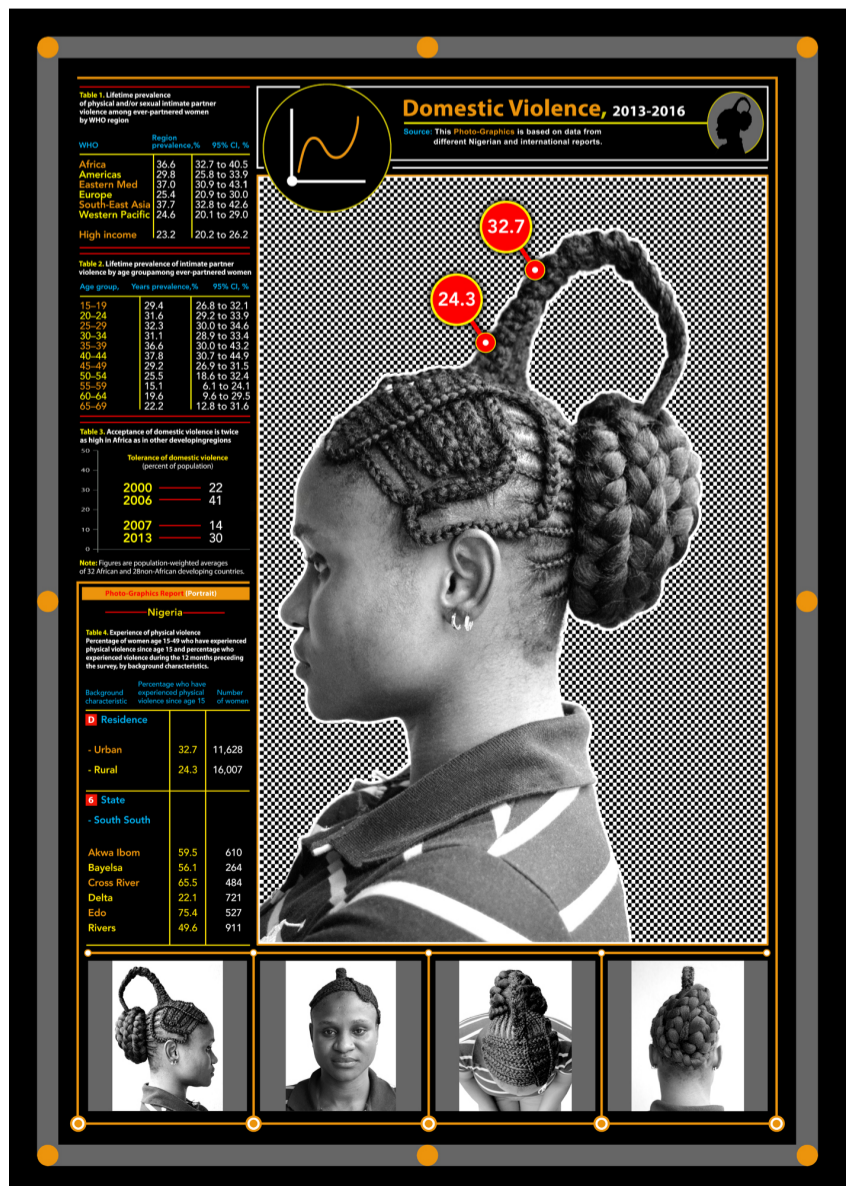 Domestic Violence, 2013-2016
Source: This Photo-Graphics is based on data from
different Nigerian and international reports.
Table 1. Lifetime prevalence
of physical and/or sexual intimate partner
violence among ever-partnered women
by WHO region
WHO Region prevalence,% 95% CI, %
Africa 36.6 32.7 to 40.5
Americas 29.8 25.8 to 33.9
Eastern Med 37.0 30.9 to 43.1
Europe 25.4 20.9 to 30.0
South-East Asia 37.7 32.8 to 42.6
Western Pacific 24.6 20.1 to 29.0
High income 23.2 20.2 to 26.2
Table 2. Lifetime prevalence of intimate partner
violence by age groupamong ever-partnered women
Age group, Years prevalence,% 95% CI, %
15–19 29.4 26.8 to 32.1
20–24 31.6 29.2 to 33.9
25–29 32.3 30.0 to 34.6
30–34 31.1 28.9 to 33.4
35–39 36.6 30.0 to 43.2
40–44 37.8 30.7 to 44.9
45–49 29.2 26.9 to 31.5
50–54 25.5 18.6 to 32.4
55–59 15.1 6.1 to 24.1
60–64 19.6 9.6 to 29.5
65–69 22.2 12.8 to 31.6
Table 3. Acceptance of domestic violence is twice
as high in Africa as in other developingregions
50
40
30
20
10
0
Tolerance of domestic violence
(percent of population)
2000 22
2006 41
2007 14
2013 30
Note: Figures are population-weighted averages
of 32 African and 28non-African developing countries.
Photo-Graphics Report (Portrait)
Nigeria
Table 4. Experience of physical violence
Percentage of women age 15-49 who have experienced
physical violence since age 15 and percentage who
experienced violence during the 12 months preceding
the survey, by background characteristics.
Background characteristic Percentage who have experienced physical violence since age 15 Number of women
D Residence
- Urban 32.7 11,628
- Rural 24.3 16,007
6 State
- South South
Akwa Ibom 59.5 610
Bayelsa 56.1 264
Cross River 65.5 484
Delta 22.1 721
Edo 75.4 527
Rivers 49.6 911
32.7
24.3